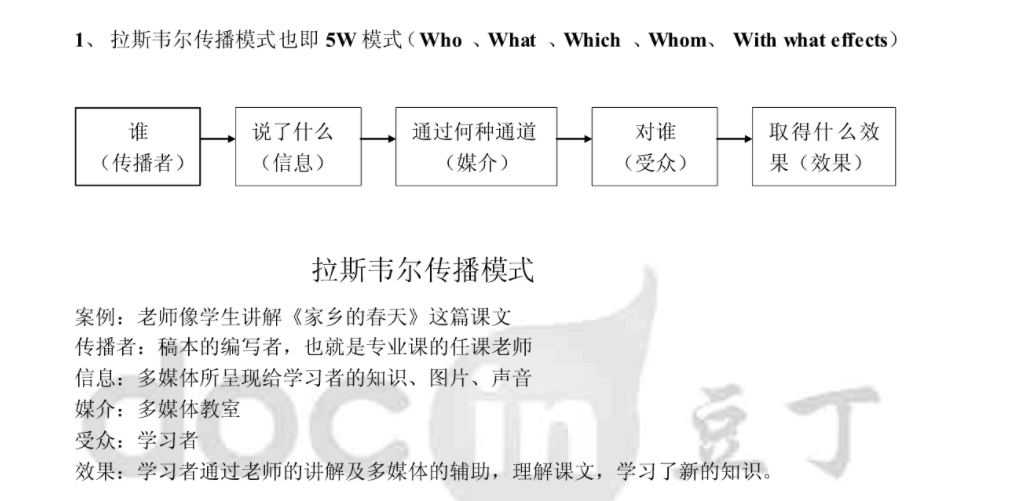 1、 拉斯韦尔传播模式也即 5W 模式（Who 、What 、Which 、Whom、 With what effects）
谁
（传播者）
说了什么
（信息）
通过何种通道
（媒介）
对谁
（受众）
取得什么效
果（效果）
拉斯韦尔传播模式
案例：老师像学生讲解《家乡的春天》这篇课文
传播者：稿本的编写者，也就是专业课的任课老师
信息：多媒体所呈现给学习者的知识、图片、声音
媒介：多媒体教室
受众：学习者
效果：学习者通过老师的讲解及多媒体的辅助，理解课文，学习了新的知识。
docin 豆丁